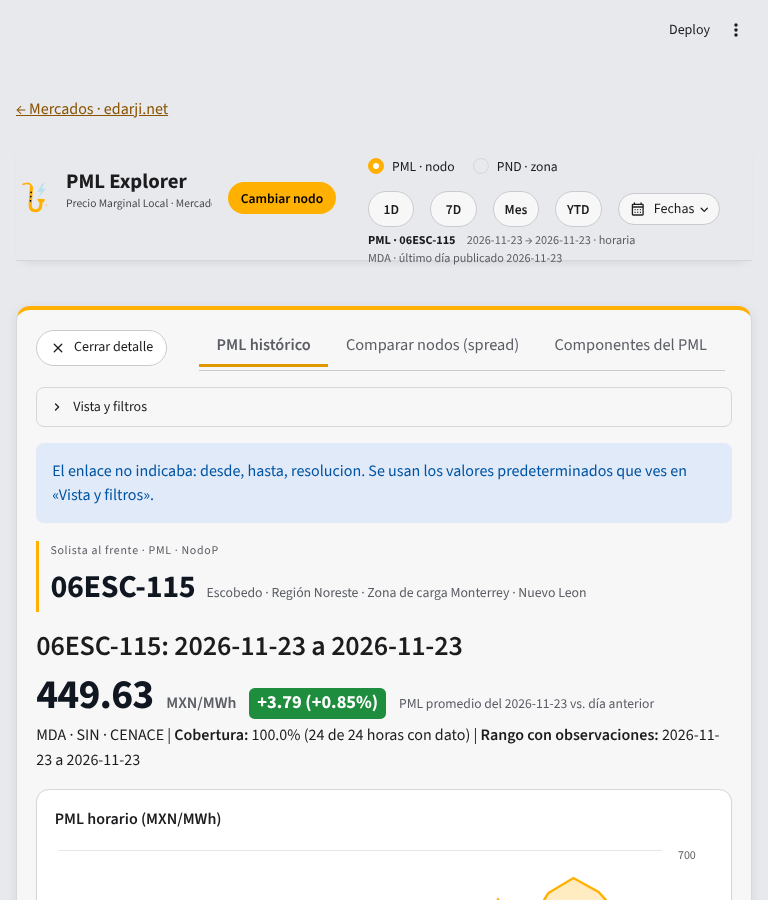 Deploy
← Mercados · edarji.net
PML Explorer
Precio Marginal Local · Mercad
Cambiar nodo
PML · nodo
PND · zona
1D
7D
Mes
YTD
Fechas
PML · 06ESC-115 2026-11-23 → 2026-11-23 · horaria
MDA · último día publicado 2026-11-23
Cerrar detalle
PML histórico
Comparar nodos (spread)
Componentes del PML
Vista y filtros
El enlace no indicaba: desde, hasta, resolucion. Se usan los valores predeterminados que ves en
«Vista y filtros».
Solista al frente · PML · NodoP
06ESC-115 Escobedo · Región Noreste · Zona de carga Monterrey · Nuevo Leon
06ESC-115: 2026-11-23 a 2026-11-23
449.63 MXN/MWh +3.79 (+0.85%) PML promedio del 2026-11-23 vs. día anterior
MDA · SIN · CENACE | Cobertura: 100.0% (24 de 24 horas con dato) | Rango con observaciones: 2026-11-
23 a 2026-11-23
PML horario (MXN/MWh)
700